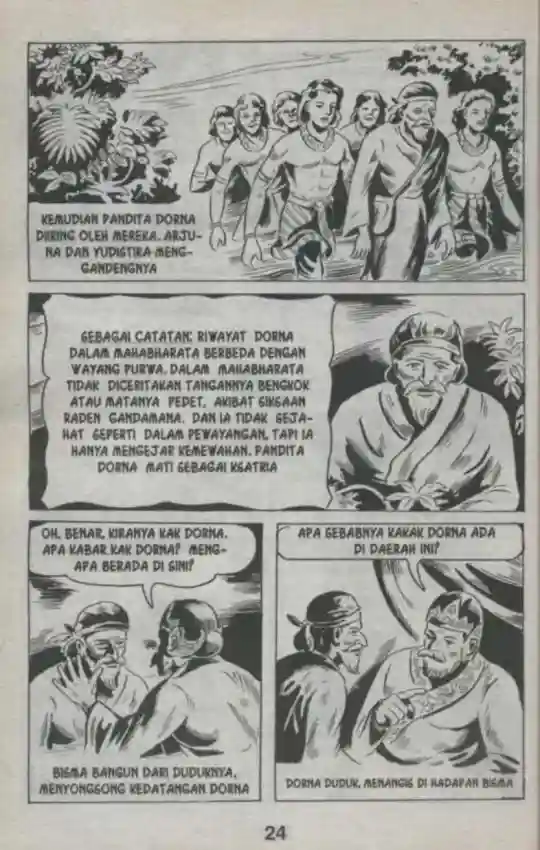 KEMUDIAN PANDITA DORNA
DIIRING OLEH MEREKA. ARJU-
NA DAN YUDISTIRA MENG-
GANDENGNYA
SEBAGAI CATATAN: RIWAYAT DORNA
DALAM MAHABHARATA BERBEDA DENGAN
WAYANG PURWA. DALAM MAHABHARATA
TIDAK DICERITAKAN TANGANNYA BENGKOK
ATAU MATANYA PEDET, AKIBAT SIKSAAN
RADEN GANDAMANA. DAN IA TIDAK SEJA-
HAT SEPERTI DALAM PEWAYANGAN, TAPI IA
HANYA MENGEJAR KEMEWAHAN. PANDITA
DORNA MATI SEBAGAI KSATRIA
OH, BENAR, KIRANYA KAK DORNA.
APA KABAR KAK DORNA? MENG-
APA BERADA DI SINI?
BISMA BANGUN DARI DUDUKNYA,
MENYONGSONG KEDATANGAN DORNA
APA SEBABNYA KAKAK DORNA ADA
DI DAERAH INI?
DORNA DUDUK, MENANGIS DI HADAPAN BISMA
24